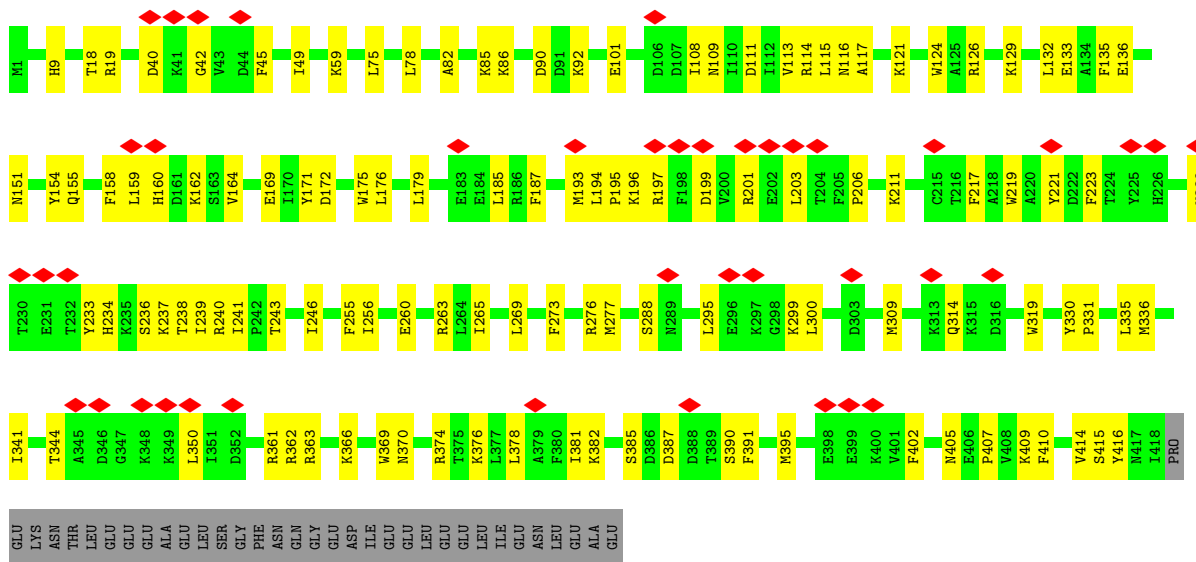 M1 H9 T18 R19 D40 K41 G42 V43 D44 F45 I49 K59 L75 L78 A82 K85 K86 D90 D91 K92 E101 D106 D107 I108 N109 I110 D111 I112 V113 R114 L115 N116 A117 K121 W124 A125 R126 K129 L132 E133 A134 F135 E136
N151 Y154 Q155 F158 L159 H160 D161 K162 S163 V164 E169 I170 Y171 D172 W175 L176 L179 E183 E184 L185 R186 F187 M193 L194 P195 K196 R197 F198 D199 V200 R201 E202 L203 T204 F205 P206 K211 C215 T216 F217 A218 W219 A220 Y221 D222 F223 T224 Y225 H226
T230 E231 T232 Y233 H234 K235 S236 K237 T238 I239 R240 I241 P242 T243 I246 F255 I256 E260 R263 L264 I265 L269 F273 R276 M277 S288 N289 L295 E296 K297 G298 K299 L300 D303 M309 K313 Q314 K315 D316 W319 Y330 P331 L335 M336
I341 T344 A345 D346 G347 K348 K349 L350 I351 D352 R361 R362 R363 K366 W369 N370 R374 T375 K376 L377 L378 A379 F380 I381 K382 S385 D386 D387 D388 T389 S390 F391 M395 E398 E399 K400 V401 F402 N405 E406 P407 V408 K409 F410 V414 S415 Y416 N417 I418 PRO
GLU LYS ASN THR LEU GLU GLU GLU ALA GLU LEU SER GLY PHE ASN GLN GLY GLU ASP ILE GLU GLU LEU GLU GLU LEU ILE GLU ASN LEU GLU ALA GLU